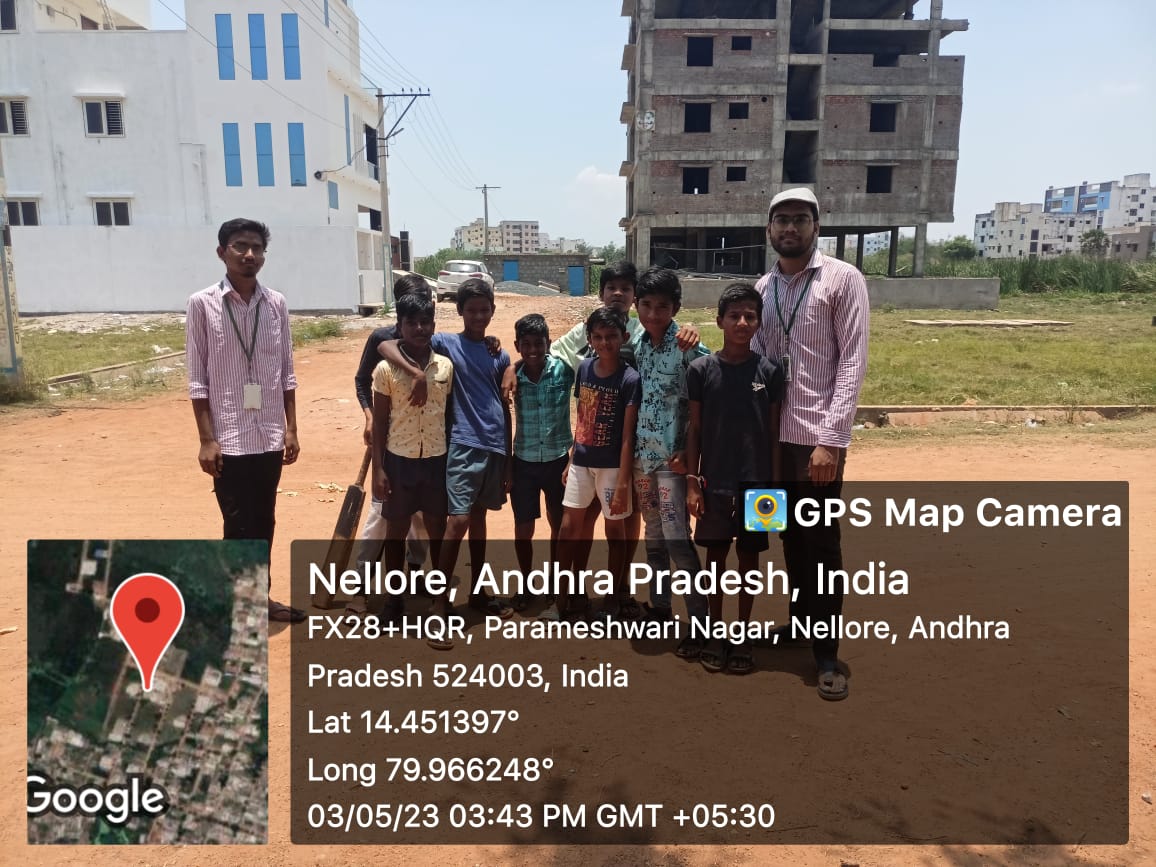 GPS Map Camera
Nellore, Andhra Pradesh, India
FX28+HQR, Parameshwari Nagar, Nellore, Andhra
Pradesh 524003, India
Lat 14.451397°
Long 79.966248°
03/05/23 03:43 PM GMT +05:30
Google